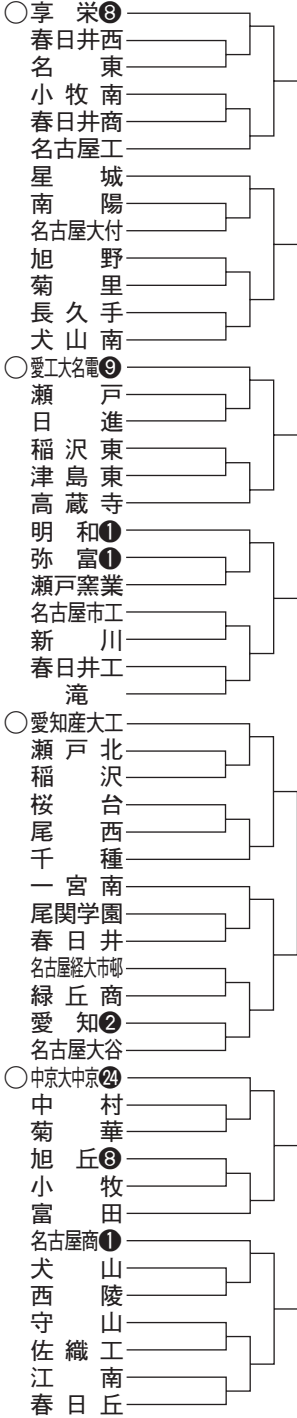 ○享栄❽
春日井西
名東
小牧南
春日井商
名古屋工
星城
南陽
名古屋大付
旭野
菊里
長久手
犬山南
○愛工大名電❾
瀬戸
日進
稲沢東
津島東
高蔵寺
明和❶
弥富❶
瀬戸窯業
名古屋市工
新川
春日井工
滝
○愛知産大工
瀬戸北
稲沢
桜台
尾西
千種
一宮南
尾関学園
春日井
名古屋経大市邨
緑丘商
愛知❷
名古屋大谷
○中京大中京㉔
中村
菊華
旭丘❽
小牧
富田
名古屋商❶
犬山
西陵
守山
佐織工
江南
春日丘